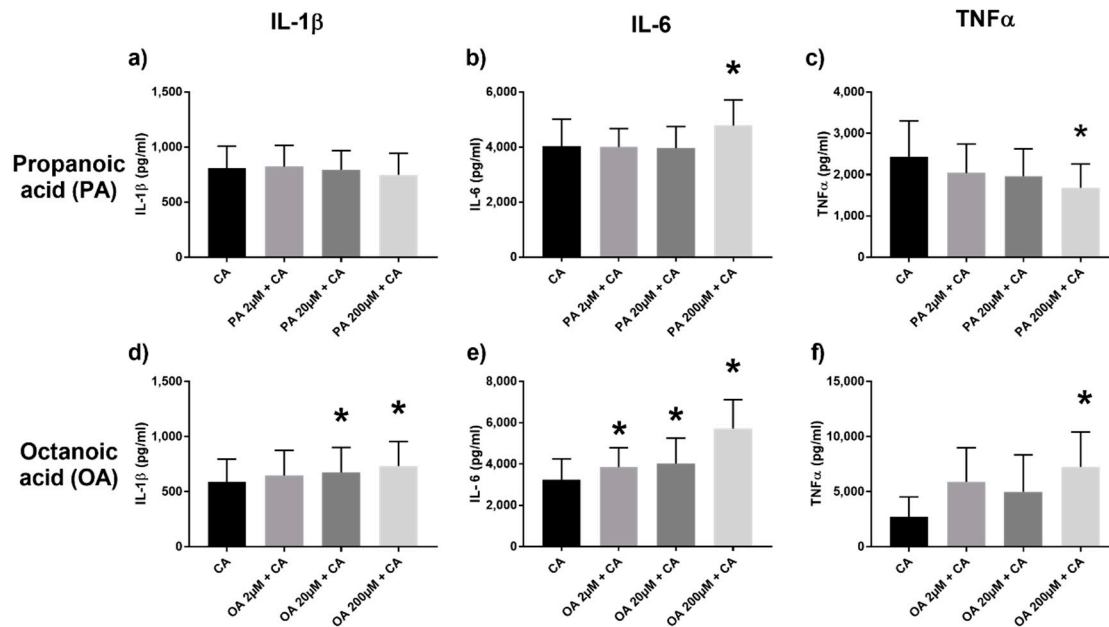 IL-1β
IL-6
TNFα
a)
b)
c)
*
*
Propanoic
acid (PA)
IL-1β (pg/ml)
1,500
1,000
500
0
CA
PA 2µM + CA
PA 20µM + CA
PA 200µM + CA
IL-6 (pg/ml)
6,000
4,000
2,000
0
CA
PA 2µM + CA
PA 20µM + CA
PA 200µM + CA
TNFα (pg/ml)
4,000
3,000
2,000
1,000
0
CA
PA 2µM + CA
PA 20µM + CA
PA 200µM + CA
d)
e)
f)
*
*
*
*
*
*
Octanoic
acid (OA)
IL-1β (pg/ml)
1,500
1,000
500
0
CA
OA 2µM + CA
OA 20µM + CA
OA 200µM + CA
IL- 6 (pg/ml)
8,000
6,000
4,000
2,000
0
CA
OA 2µM + CA
OA 20µM + CA
OA 200µM + CA
TNFα (pg/ml)
15,000
10,000
5,000
0
CA
OA 2µM + CA
OA 20µM + CA
OA 200µM + CA